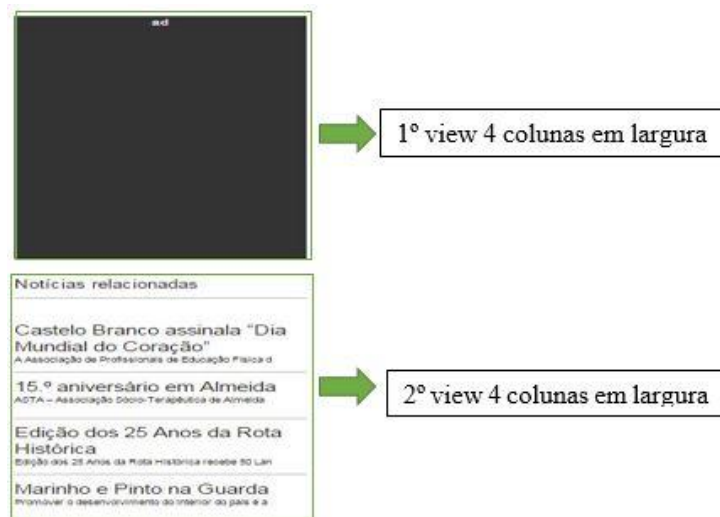 ad
1º view 4 colunas em largura
Notícias relacionadas
Castelo Branco assinala “Dia
Mundial do Coração”
A Associação de Profissionais de Educação Física d
15.º aniversário em Almeida
ASTA – Associação Sócio-Terapêutica de Almeida
2º view 4 colunas em largura
Edição dos 25 Anos da Rota
Histórica
Edição dos 25 Anos da Rota Histórica recebe 50 Lan
Marinho e Pinto na Guarda
Promover o desenvolvimento do interior do país é a